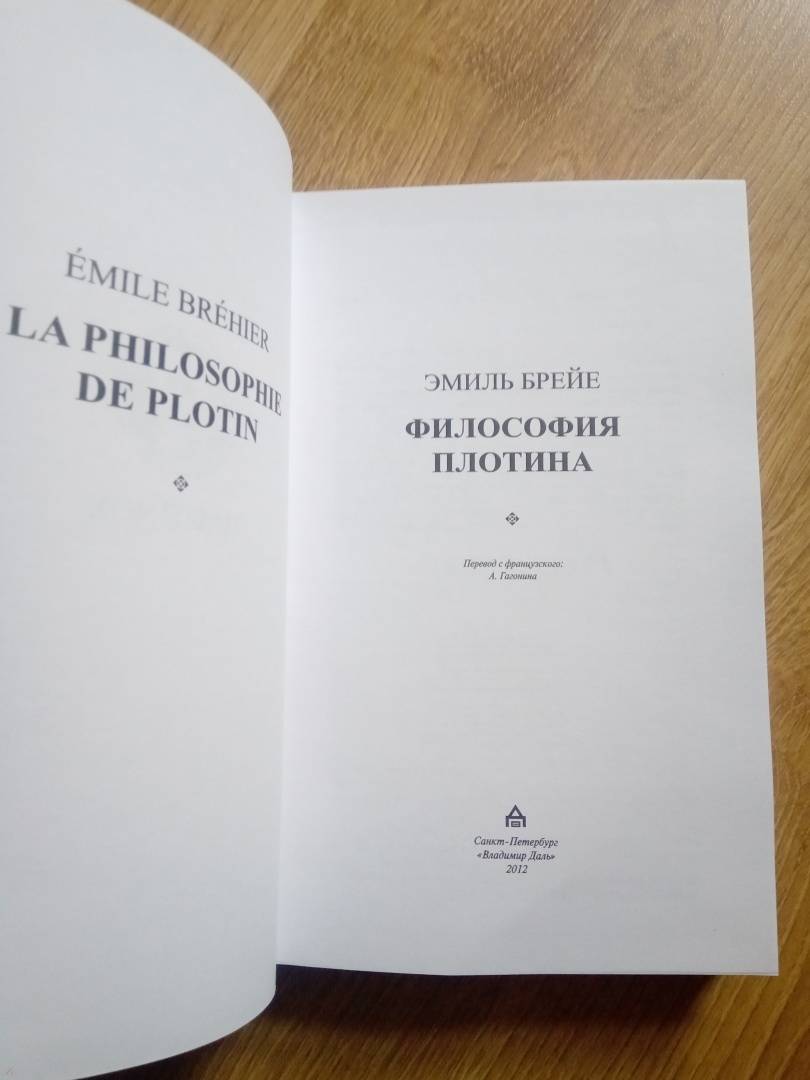 ÉMILE BRÉHIER
LA PHILOSOPHIE
DE PLOTIN
ЭМИЛЬ БРЕЙЕ
ФИЛОСОФИЯ
ПЛОТИНА
Перевод с французского:
А. Гагонина
Санкт-Петербург
«Владимир Даль»
2012